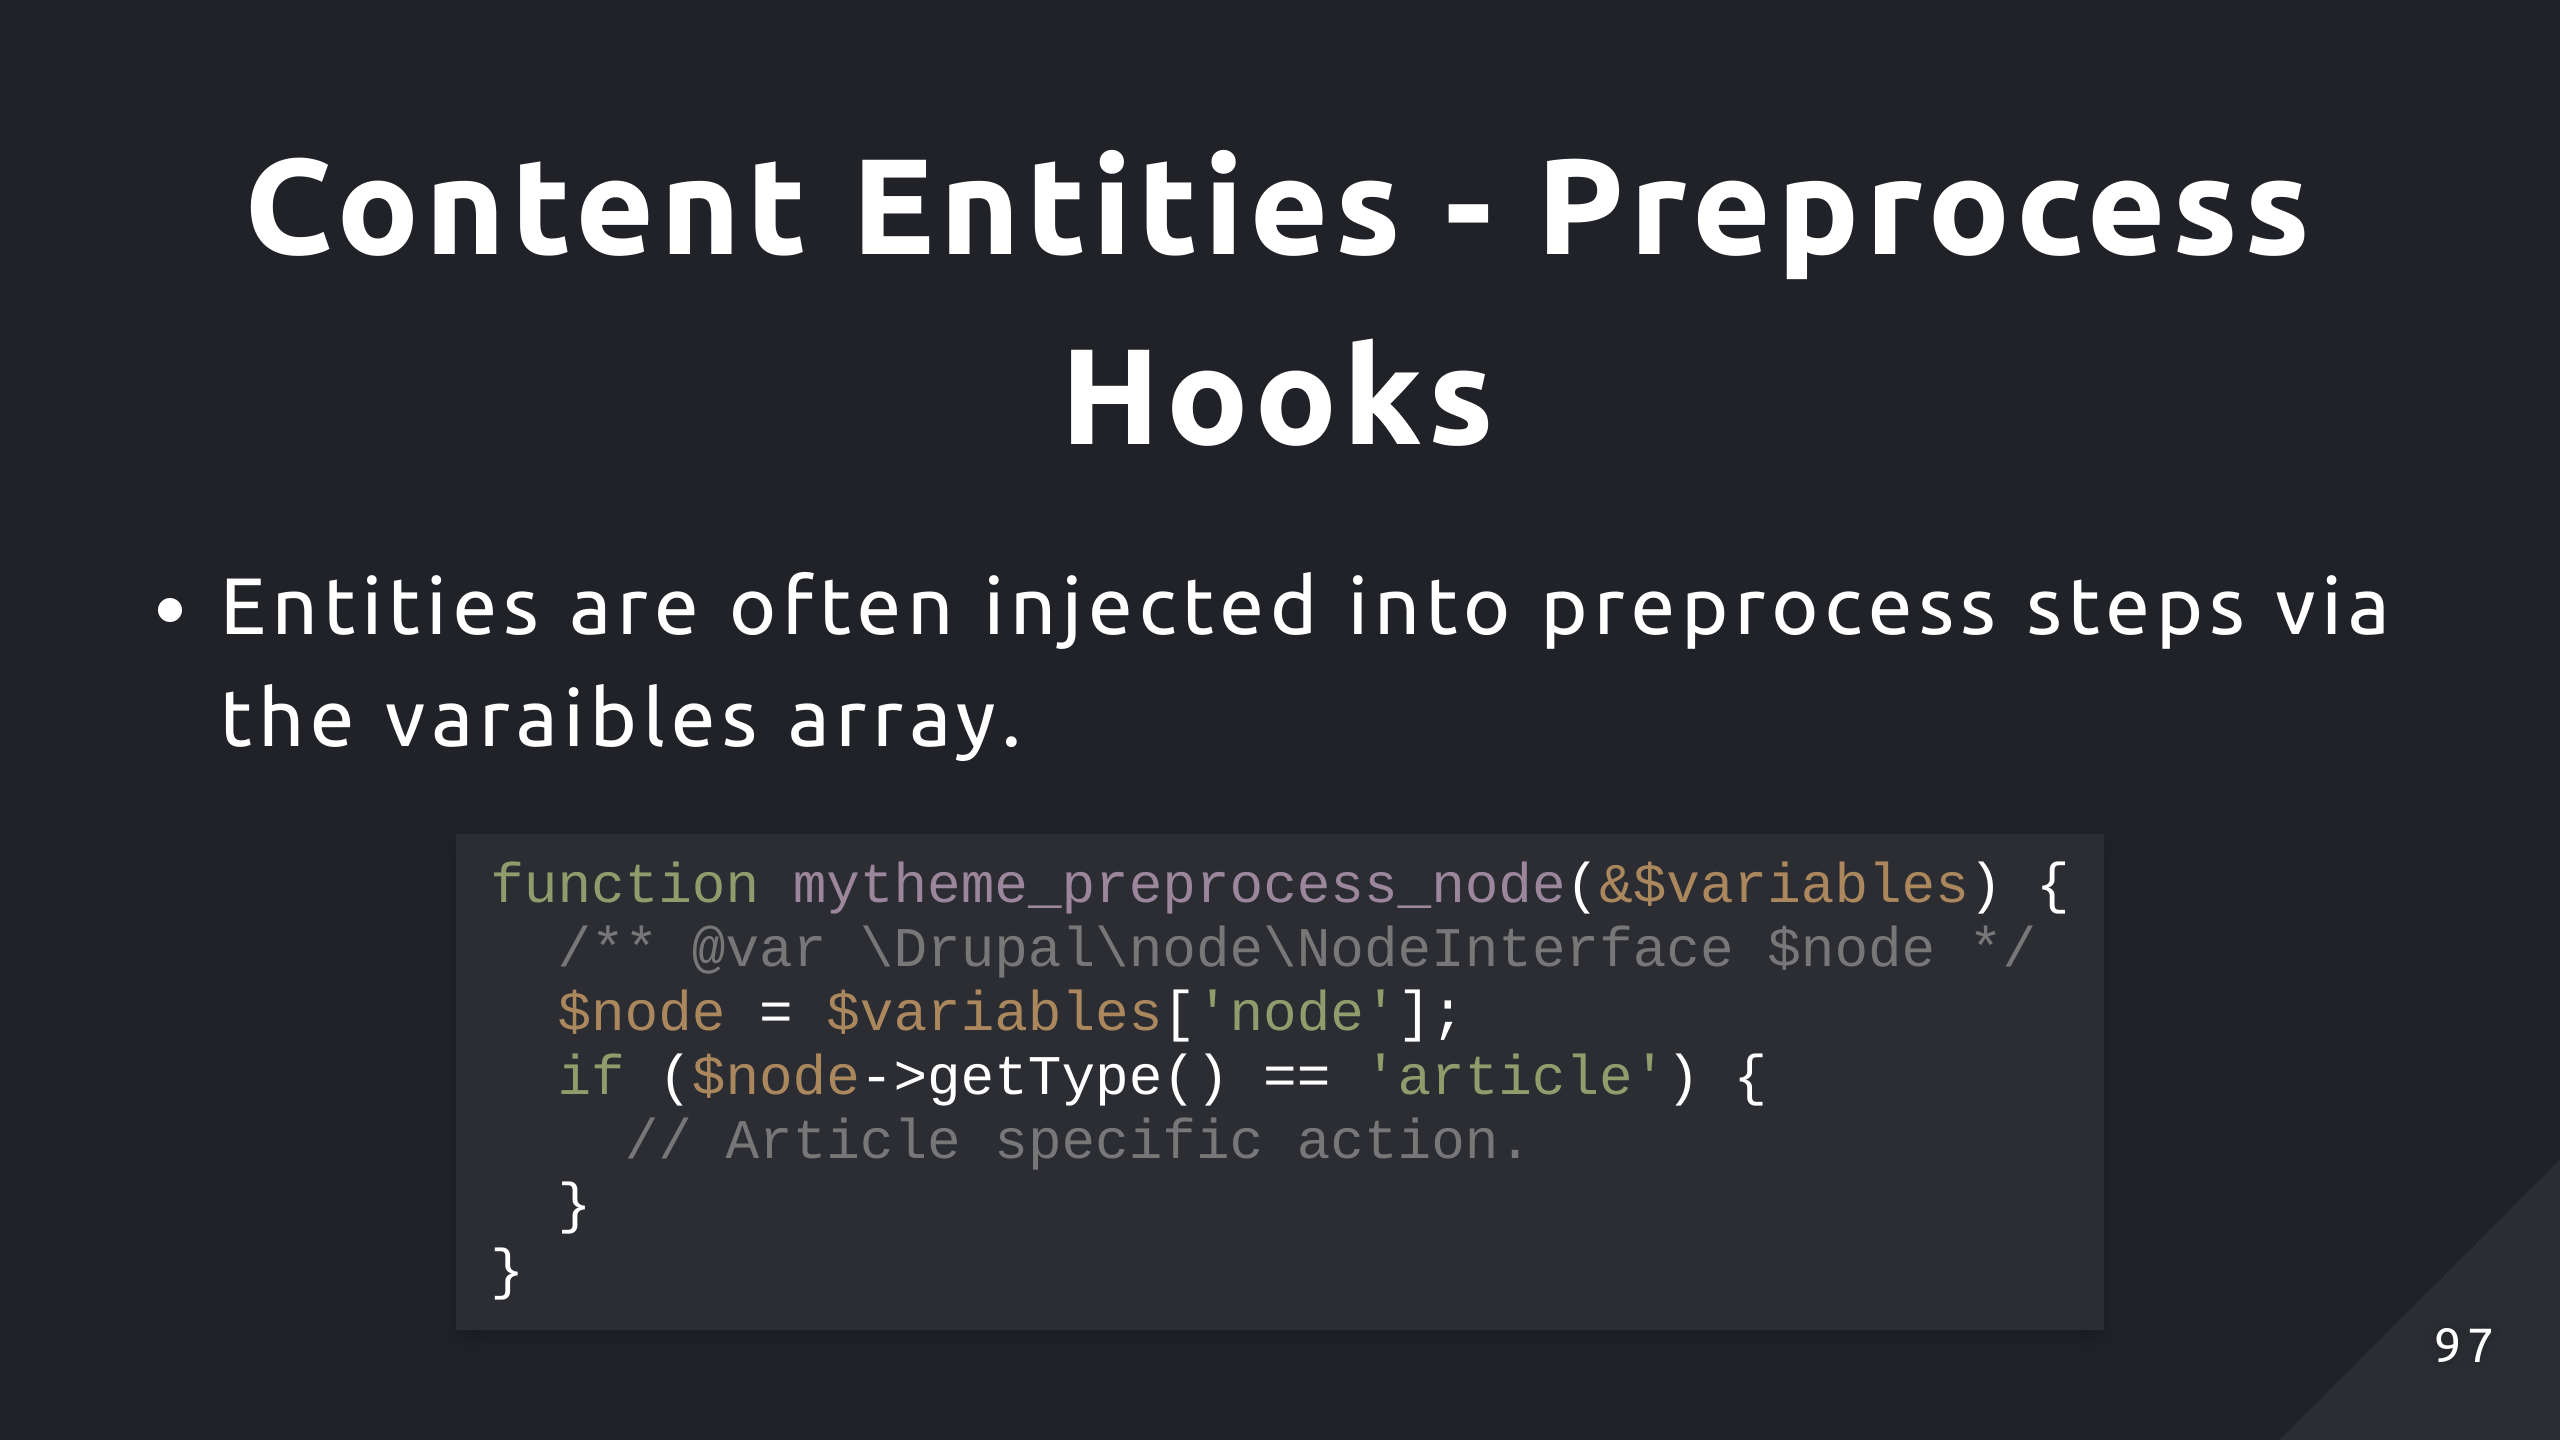 Content Entities - Preprocess
Hooks
• Entities are often injected into preprocess steps via
the varaibles array.
function mytheme_preprocess_node(&$variables) {
  /** @var \Drupal\node\NodeInterface $node */
  $node = $variables['node'];
  if ($node->getType() == 'article') {
    // Article specific action.
  }
}
97